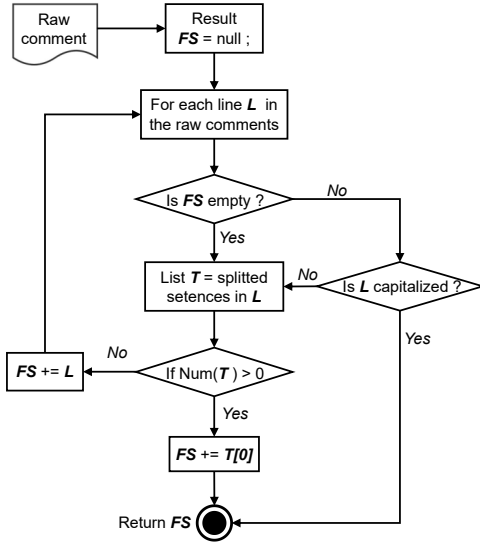 Raw
comment
Result
FS = null ;
For each line L in
the raw comments
Is FS empty ?
No
Yes
List T = splitted
setences in L
No
Is L capitalized ?
Yes
No
FS += L
If Num(T ) > 0
Yes
FS += T[0]
Return FS